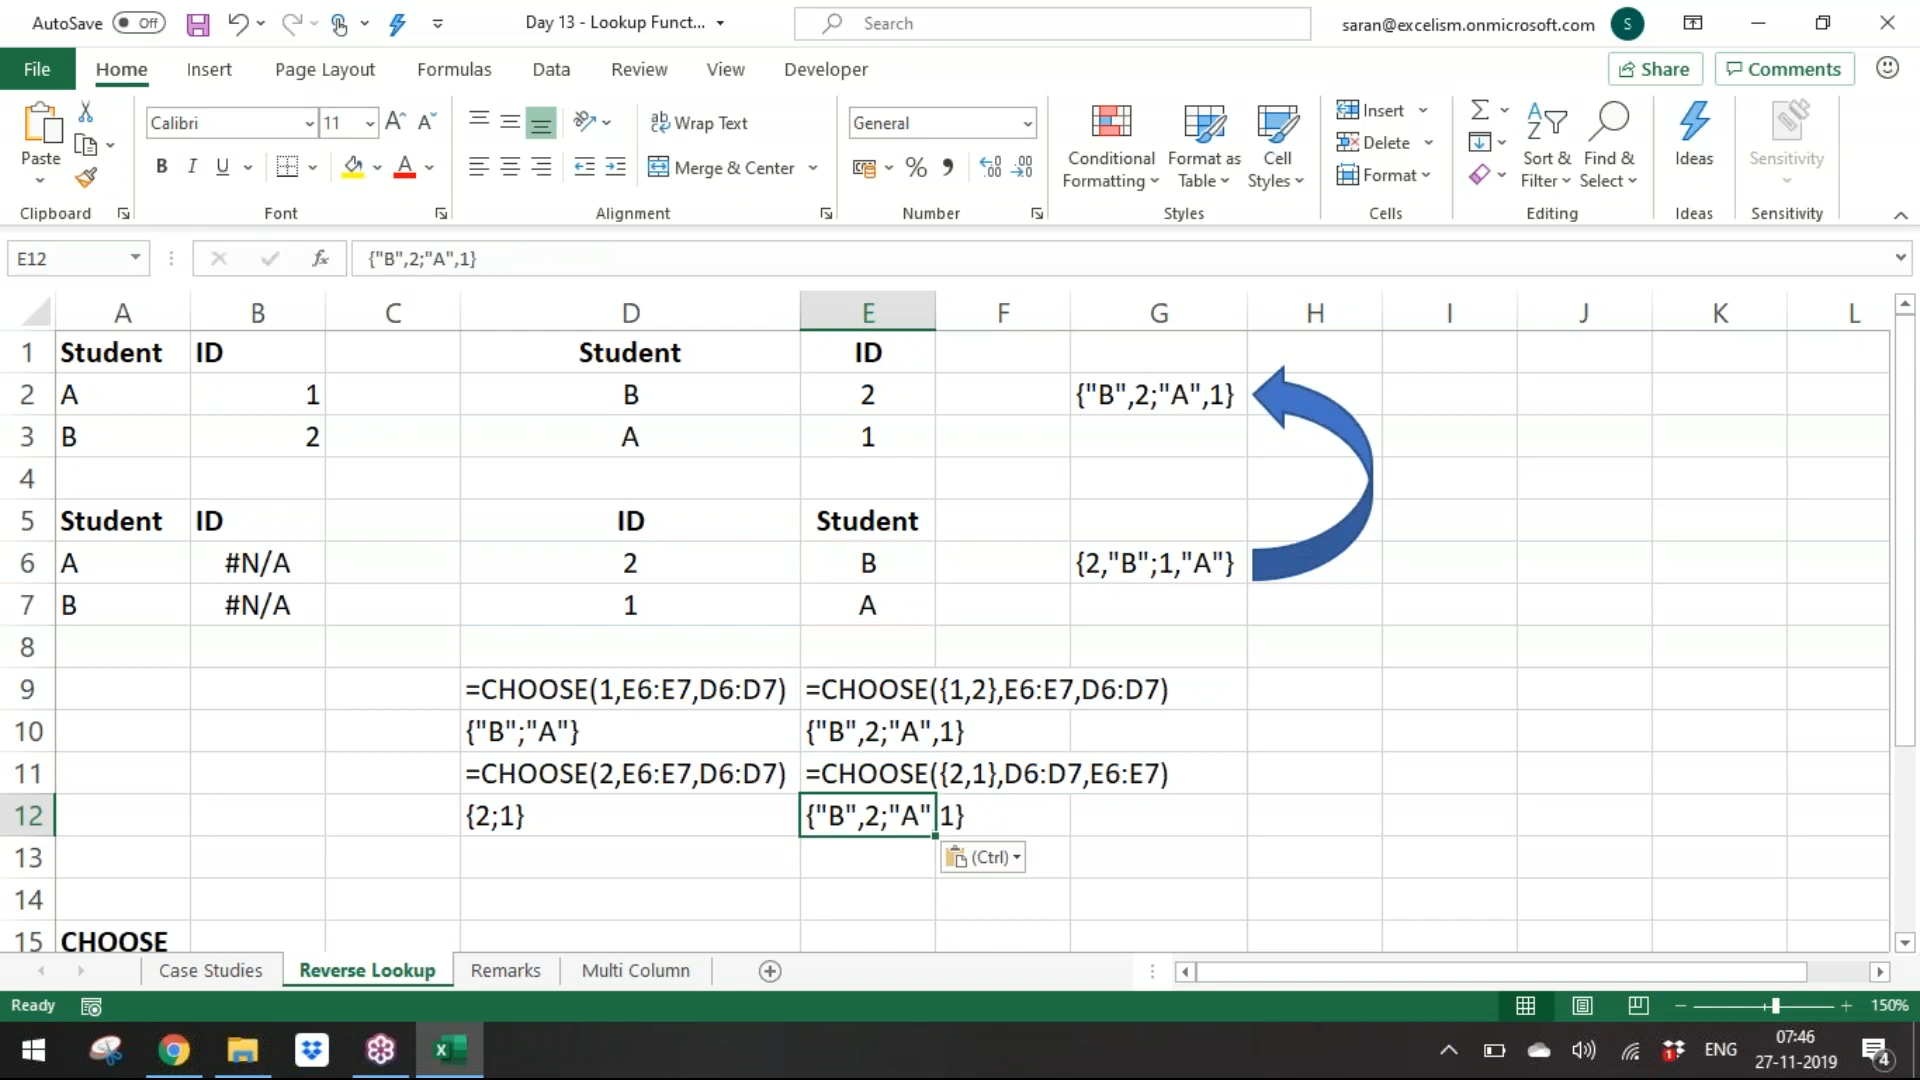 AutoSave Off Day 13 - Lookup Funct... Search saran@excelism.onmicrosoft.com S
File Home Insert Page Layout Formulas Data Review View Developer Share Comments
Paste Calibri 11 Wrap Text General Conditional Formatting Format as Table Cell Styles Insert Sort & Filter Find & Select Ideas Sensitivity
B I U Merge & Center % Delete
Format
Clipboard Font Alignment Number Styles Cells Editing Ideas Sensitivity
E12 fx {"B",2;"A",1}
A B C D E F G H I J K L
1 Student ID Student ID
2 A 1 B 2 {"B",2;"A",1}
3 B 2 A 1
4
5 Student ID ID Student
6 A #N/A 2 B {2,"B";1,"A"}
7 B #N/A 1 A
8
9 =CHOOSE(1,E6:E7,D6:D7) =CHOOSE({1,2},E6:E7,D6:D7)
10 {"B";"A"} {"B",2;"A",1}
11 =CHOOSE(2,E6:E7,D6:D7) =CHOOSE({2,1},D6:D7,E6:E7)
12 {2;1} {"B",2;"A",1}
13 (Ctrl)
14
15 CHOOSE
Case Studies Reverse Lookup Remarks Multi Column
Ready 150%
ENG 07:46
27-11-2019 4